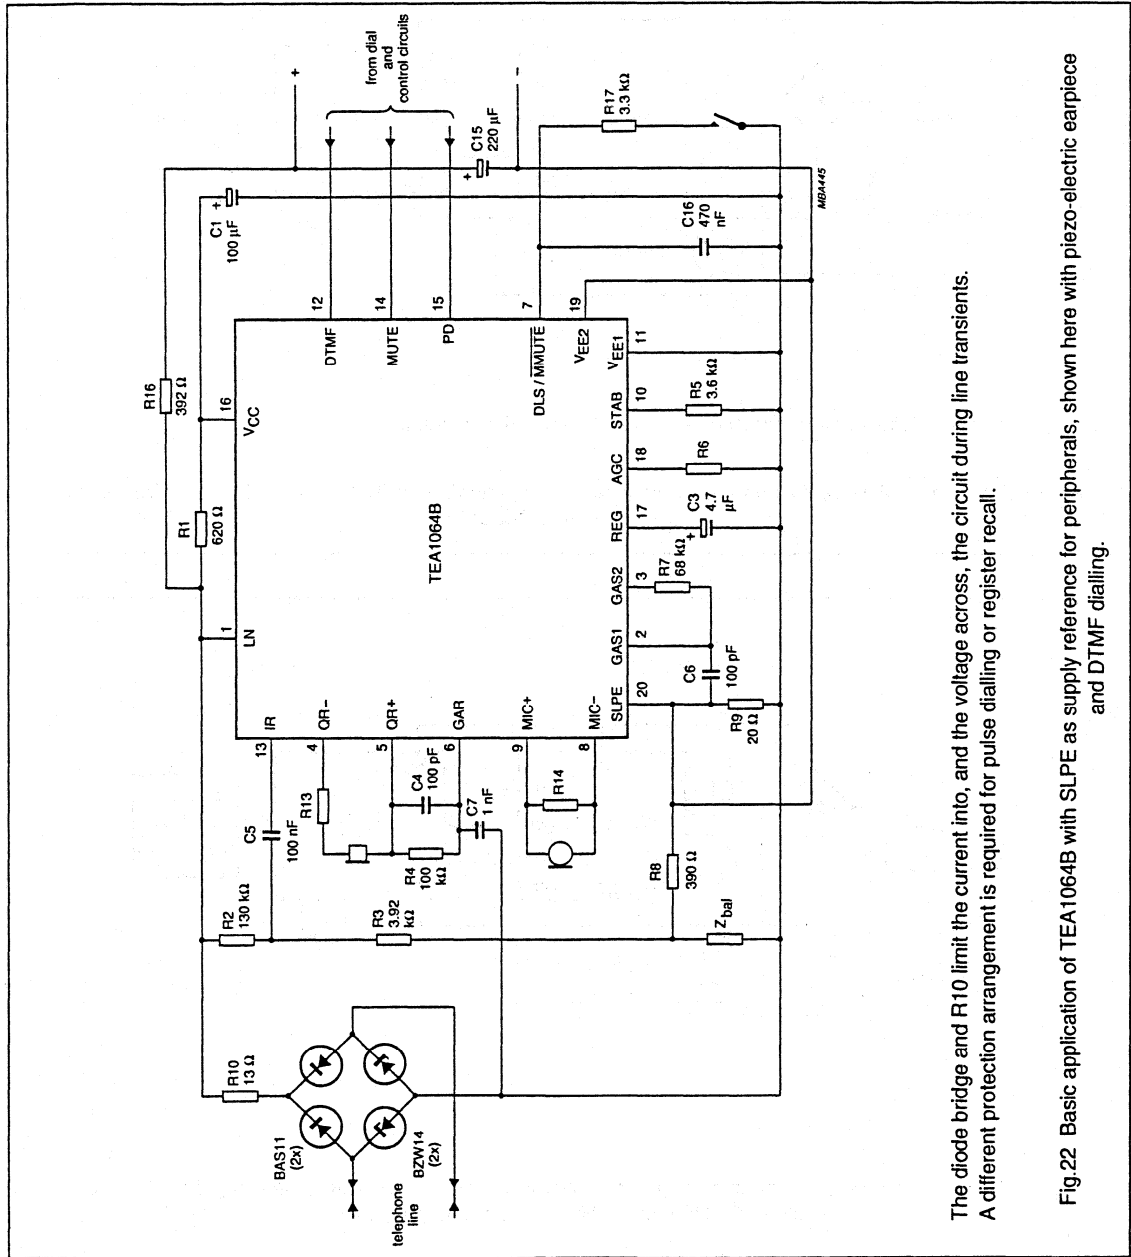 R16
392 Ω
R1
620 Ω
C1
100 µF
+
+
from dial
and
control circuits
C15
220 µF
+
−
R10
13 Ω
BAS11
(2x)
BZW14
(2x)
telephone
line
R2
130 kΩ
R3
3.92
kΩ
C5
100 nF
R13
R4
100
kΩ
C4
100 pF
C7
1 nF
R14
R8
390 Ω
Zbal
1
LN
16
VCC
13
IR
4
QR−
5
QR+
6
GAR
9
MIC+
8
MIC−
TEA1064B
12
DTMF
14
MUTE
15
PD
7
DLS / MMUTE
19
VEE2
SLPE
GAS1
GAS2
REG
AGC
STAB
VEE1
20
2
3
17
18
10
11
C6
100 pF
R9
20 Ω
R7
68 kΩ
C3
4.7
µF
+
R6
R5
3.6 kΩ
C16
470
nF
R17
3.3 kΩ
MBA445
The diode bridge and R10 limit the current into, and the voltage across, the circuit during line transients.
A different protection arrangement is required for pulse dialling or register recall.
Fig.22 Basic application of TEA1064B with SLPE as supply reference for peripherals, shown here with piezo-electric earpiece
and DTMF dialling.